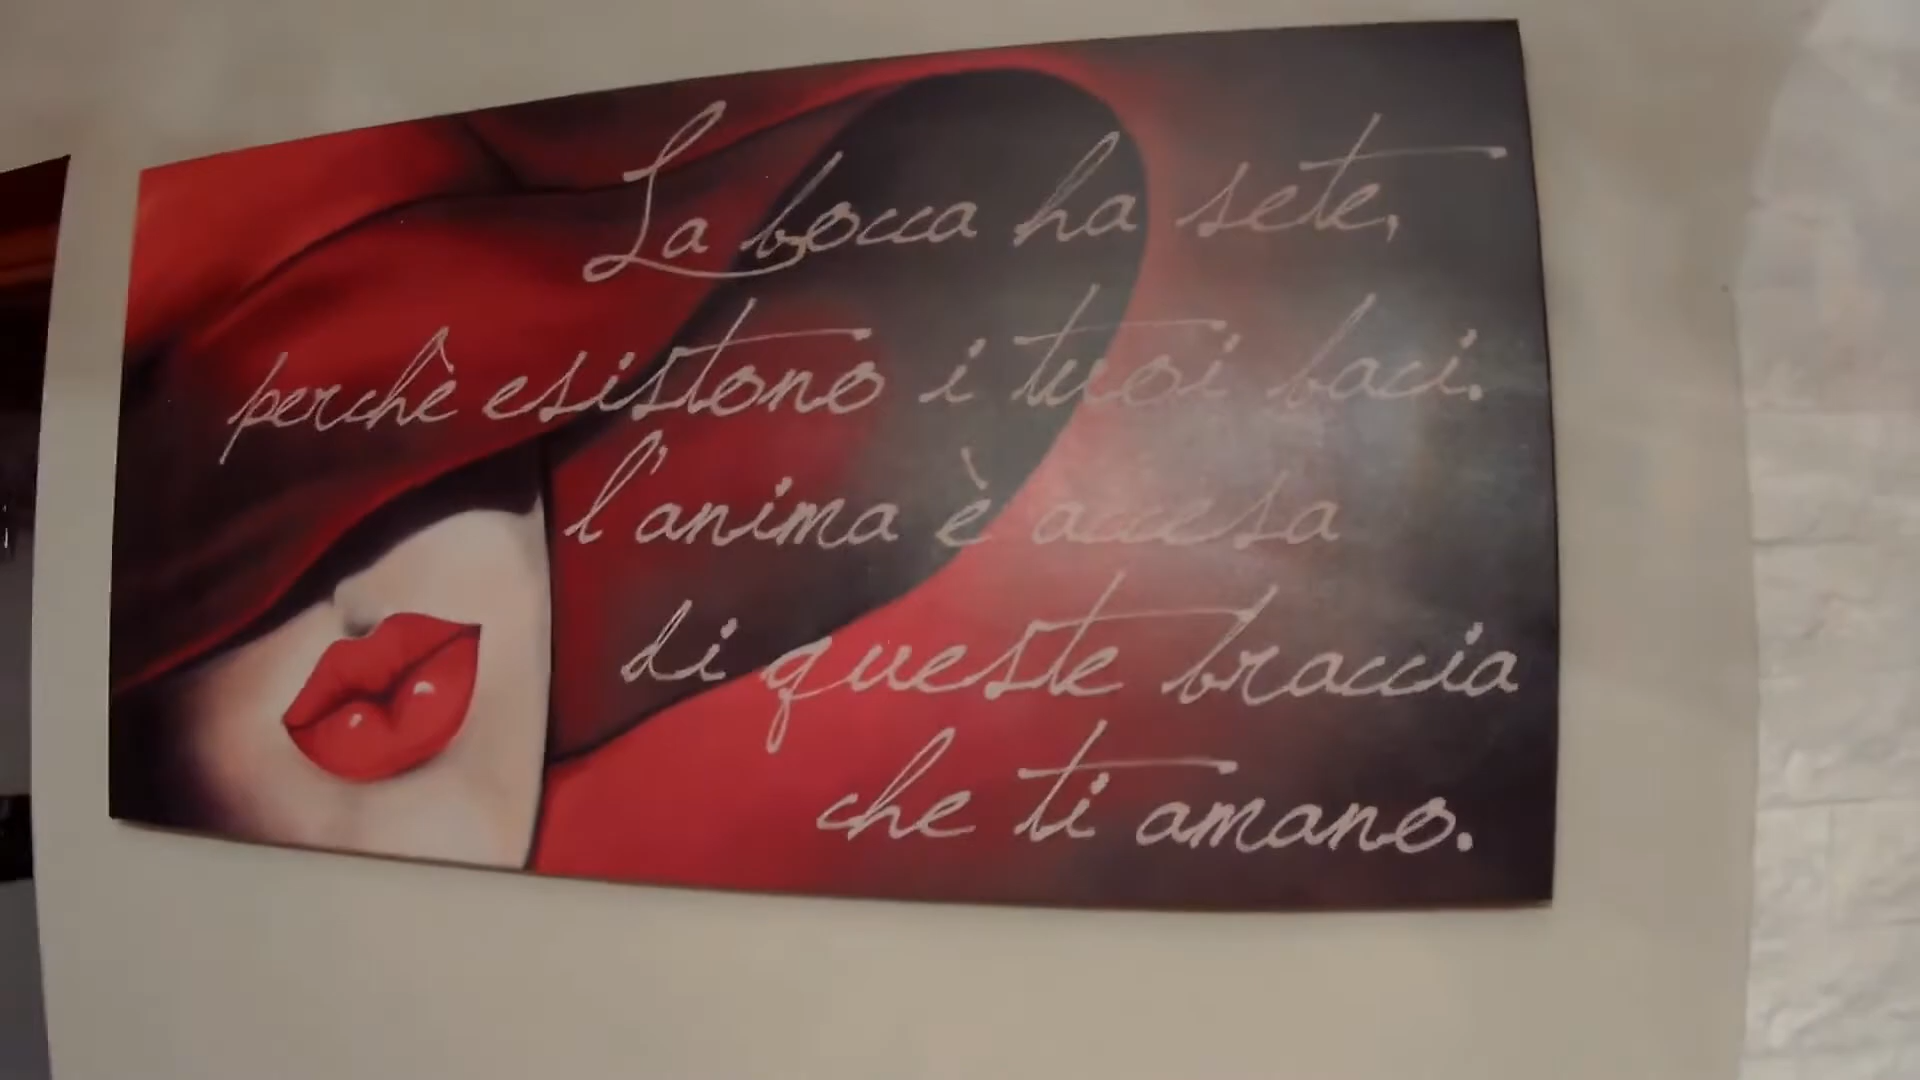 La bocca ha sete,
perchè esistono i tuoi baci.
l'anima è accesa
di queste braccia
che ti amano.